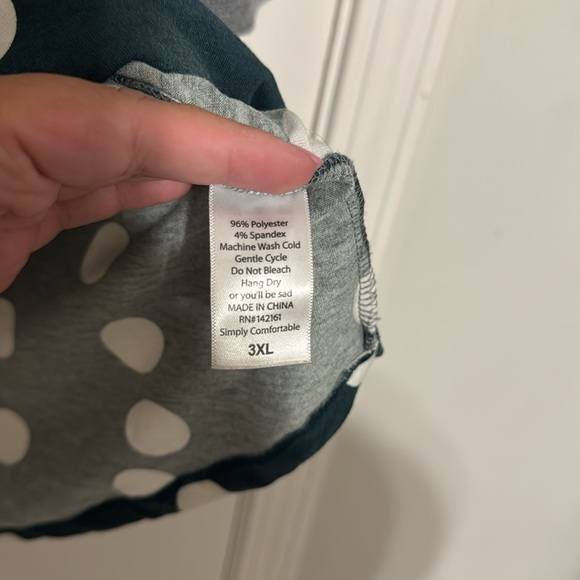 96% Polyester
4% Spandex
Machine Wash Cold
Gentle Cycle
Do Not Bleach
Hang Dry
or you'll be sad
MADE IN CHINA
RN#142161
Simply Comfortable
3XL